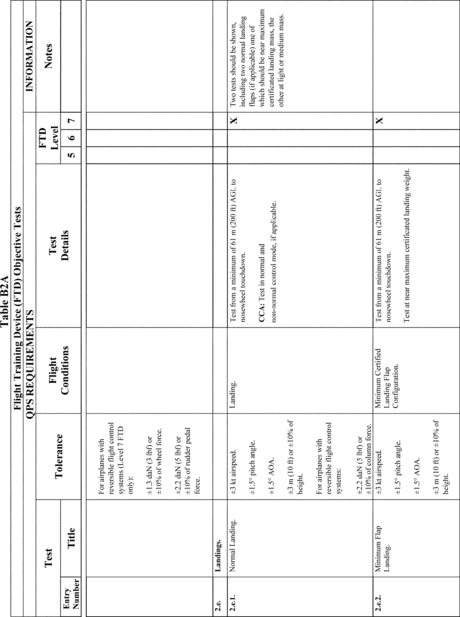 Table B2A
Flight Training Device (FTD) Objective Tests
QPS REQUIREMENTS
INFORMATION
Test
Tolerance
Flight
Conditions
Test
Details
FTD
Level
Notes
Entry
Number
Title
5
6
7
For airplanes with
reversible flight control
systems (Level 7 FTD
only):
±1.3 daN (3 lbf) or
±10% of wheel force.
±2.2 daN (5 lbf) or
±10% of rudder pedal
force.
2.e.
Landings.
2.e.1.
Normal Landing.
±3 kt airspeed.
±1.5° pitch angle.
±1.5° AOA.
±3 m (10 ft) or ±10% of
height.
For airplanes with
reversible flight control
systems:
±2.2 daN (5 lbf) or
±10% of column force.
Landing.
Test from a minimum of 61 m (200 ft) AGL to
nosewheel touchdown.
CCA: Test in normal and
non-normal control mode, if applicable.
X
Two tests should be shown,
including two normal landing
flaps (if applicable) one of
which should be near maximum
certificated landing mass, the
other at light or medium mass.
2.e.2.
Minimum Flap
Landing.
±3 kt airspeed.
±1.5° pitch angle.
±1.5° AOA.
±3 m (10 ft) or ±10% of
height.
Minimum Certified
Landing Flap
Configuration.
Test from a minimum of 61 m (200 ft) AGL to
nosewheel touchdown.
Test at near maximum certificated landing weight.
X